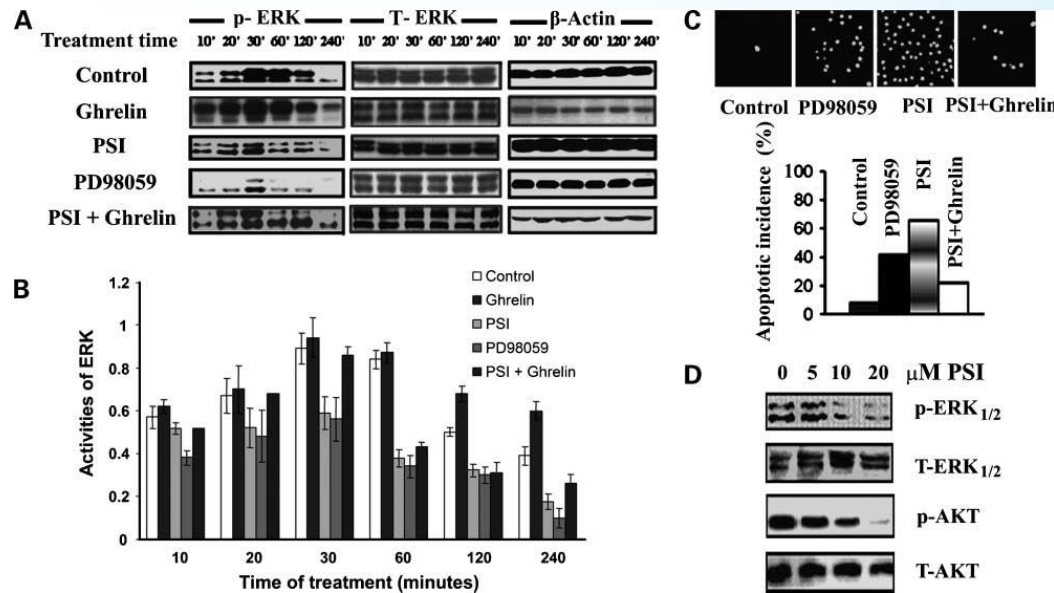 A
p- ERK T- ERK β-Actin
Treatment time 10' 20' 30' 60' 120' 240' 10' 20' 30' 60' 120' 240' 10' 20' 30' 60' 120' 240'
Control
Ghrelin
PSI
PD98059
PSI + Ghrelin
B
Activities of ERK
1.2
1
0.8
0.6
0.4
0.2
0
Control
Ghrelin
PSI
PD98059
PSI + Ghrelin
10 20 30 60 120 240
Time of treatment (minutes)
C
Control PD98059 PSI PSI+Ghrelin
Apoptotic incidence (%)
100
80
60
40
20
0
Control
PD98059
PSI
PSI+Ghrelin
D
0 5 10 20 μM PSI
p-ERK1/2
T-ERK1/2
p-AKT
T-AKT